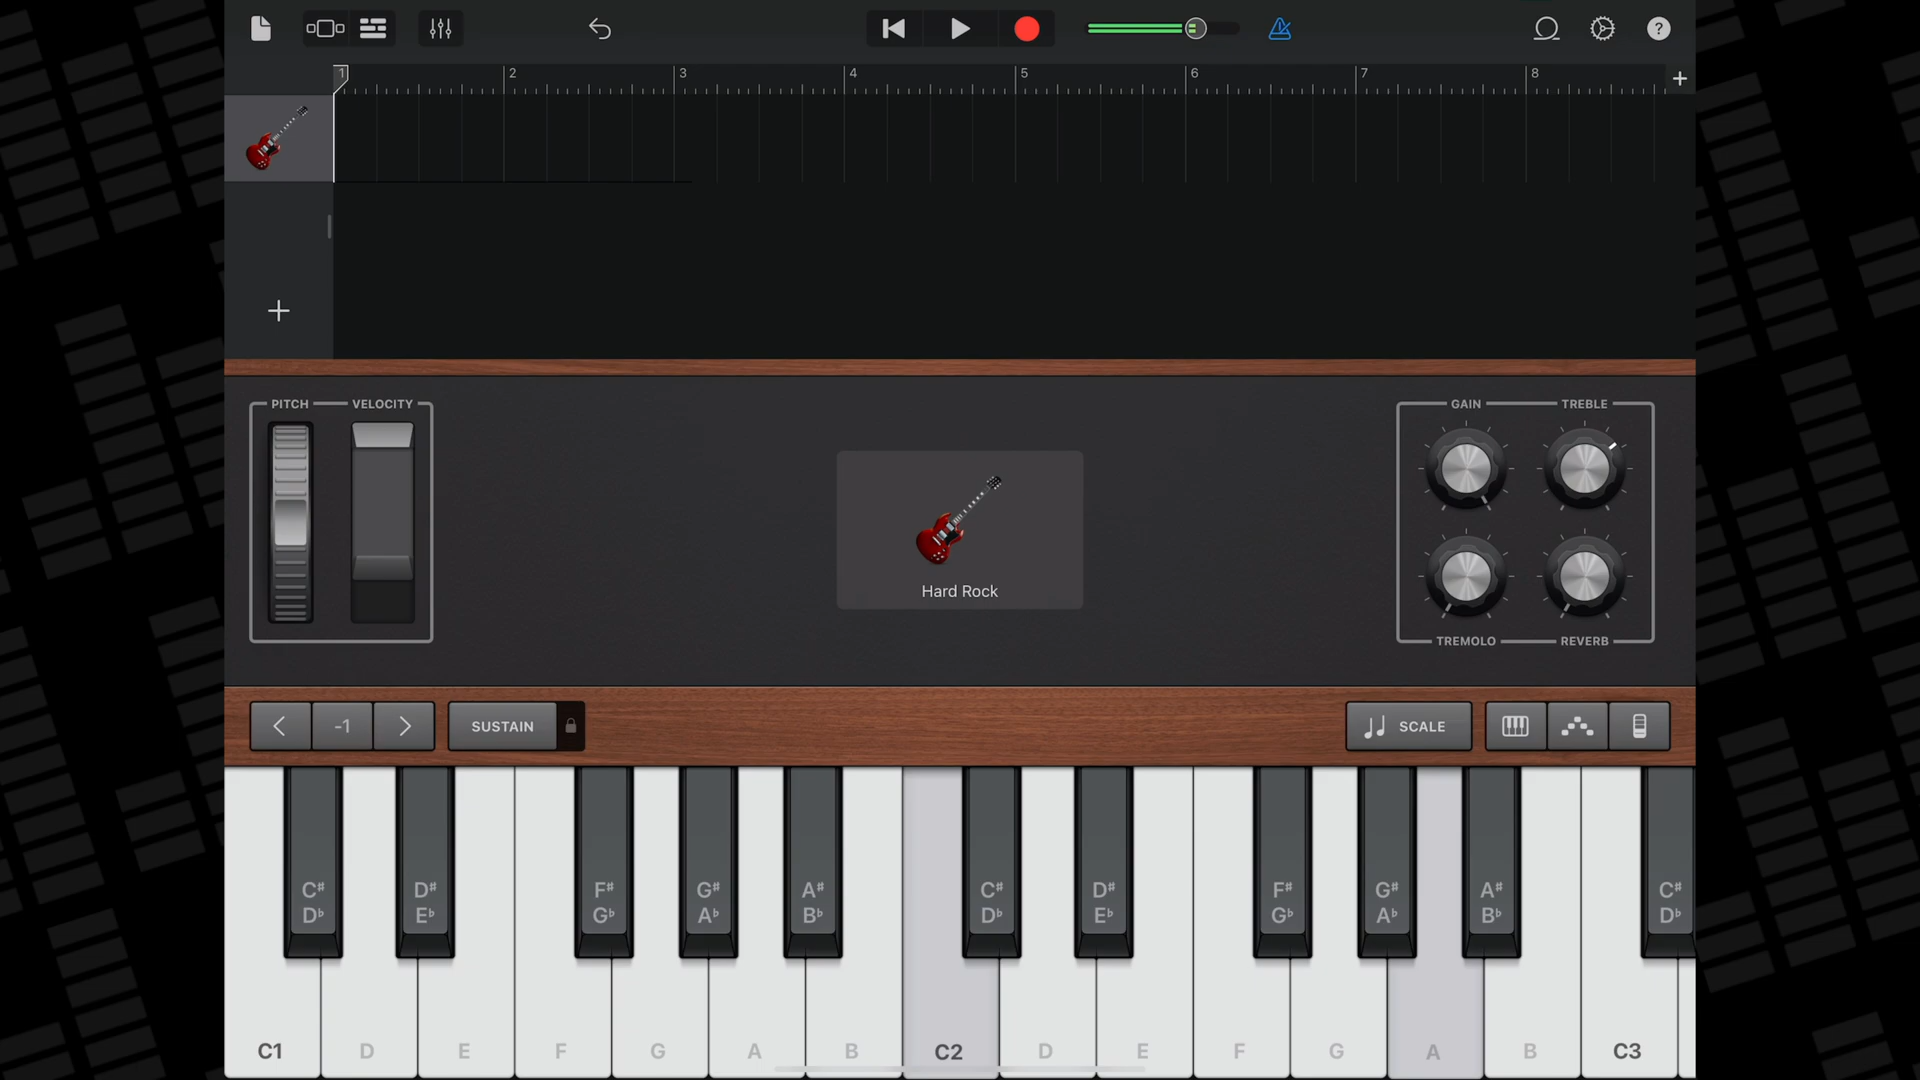 ?
1 2 3 4 5 6 7 8
PITCH VELOCITY
GAIN TREBLE
Hard Rock
TREMOLO REVERB
-1 SUSTAIN SCALE
C♯ D♯ F♯ G♯ A♯ C♯ D♯ F♯ G♯ A♯ C♯
D♭ E♭ G♭ A♭ B♭ D♭ E♭ G♭ A♭ B♭ D♭
C1 D E F G A B C2 D E F G A B C3